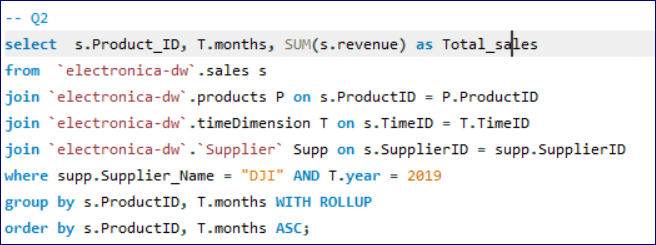 -- Q2
select  s.Product_ID, T.months, SUM(s.revenue) as Total_sales
from  `electronica-dw`.sales s
join `electronica-dw`.products P on s.ProductID = P.ProductID
join `electronica-dw`.timeDimension T on s.TimeID = T.TimeID
join `electronica-dw`.`Supplier` Supp on s.SupplierID = supp.SupplierID
where supp.Supplier_Name = "DJI" AND T.year = 2019
group by s.ProductID, T.months WITH ROLLUP
order by s.ProductID, T.months ASC;